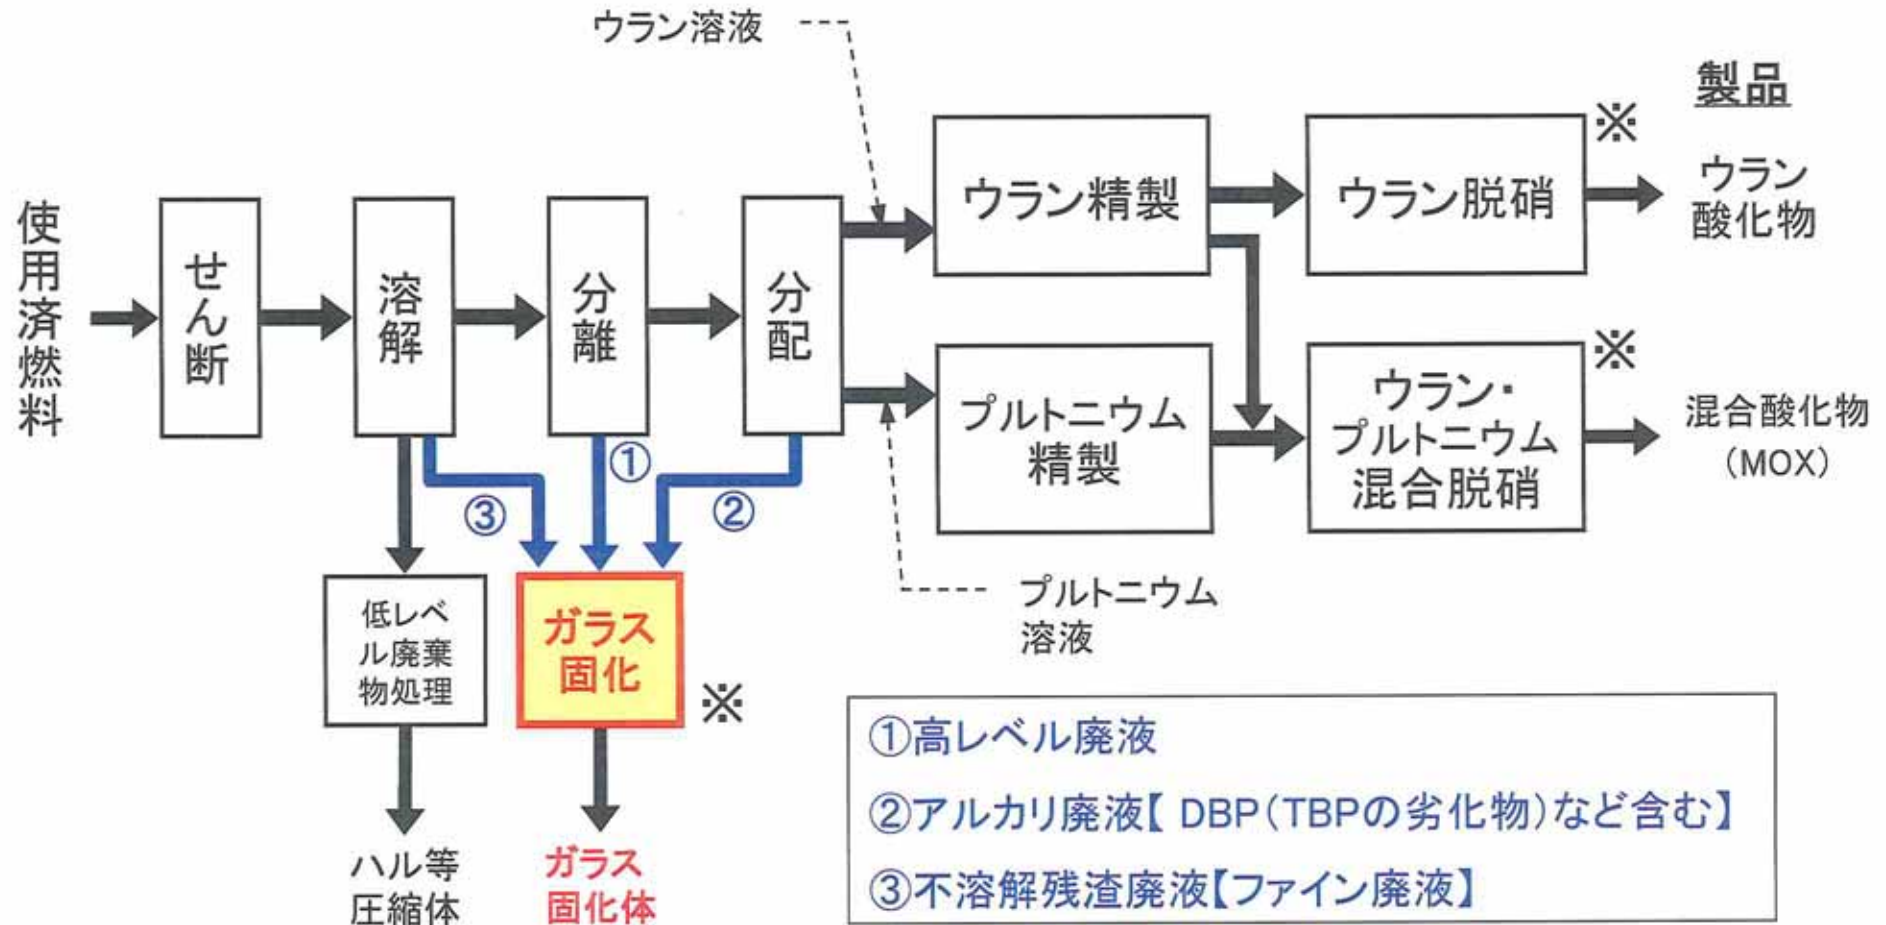 ウラン溶液
製品
※
ウラン精製
ウラン脱硝
ウラン
酸化物
使用済燃料
せん断
溶解
分離
分配
※
プルトニウム
精製
ウラン・
プルトニウム
混合脱硝
混合酸化物
（MOX）
①
②
③
低レベ
ル廃棄
物処理
ガラス
固化
※
プルトニウム
溶液
①高レベル廃液
②アルカリ廃液【 DBP（TBPの劣化物）など含む】
③不溶解残渣廃液【ファイン廃液】
ハル等
圧縮体
ガラス
固化体